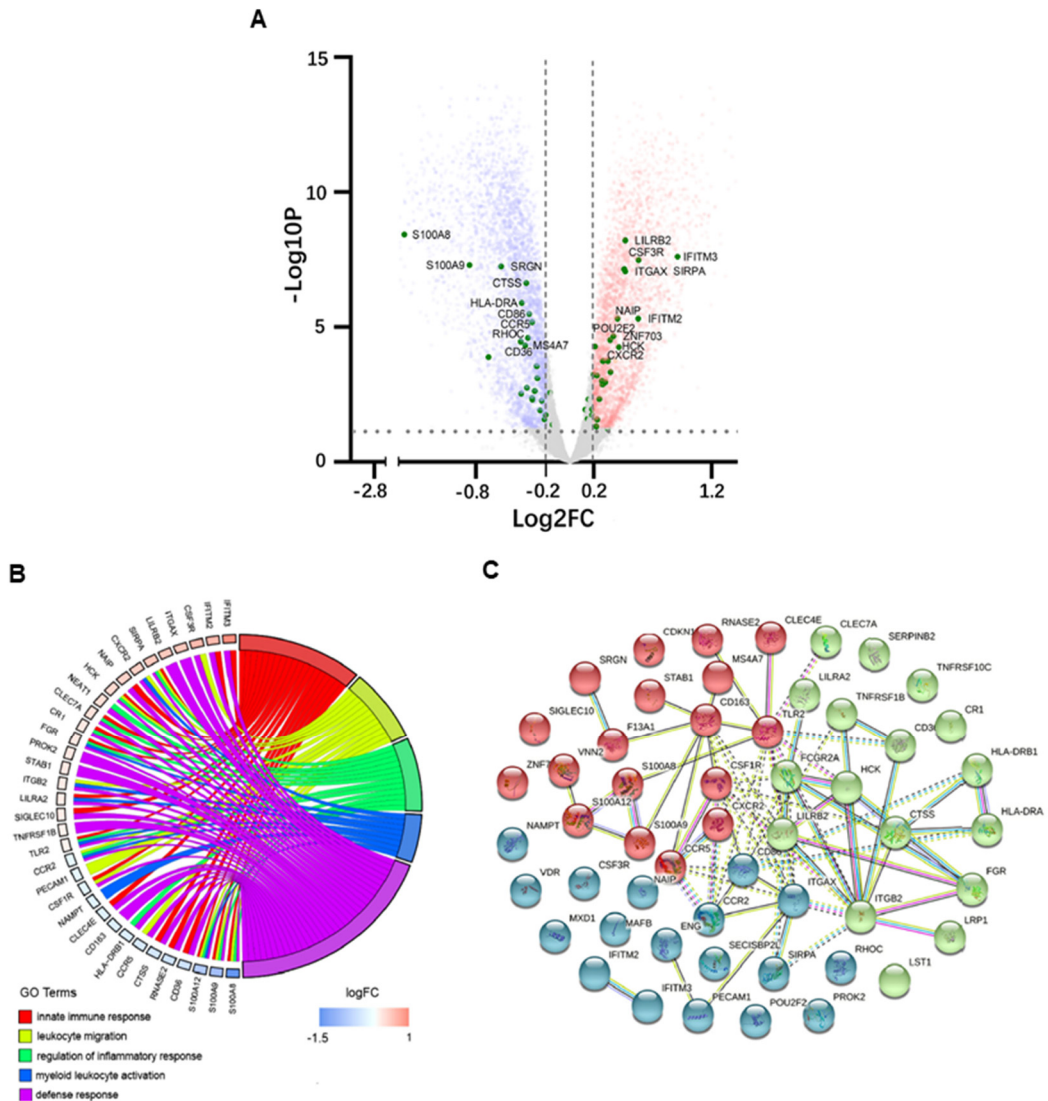 A
15
10
5
0
-Log10P
S100A8
S100A9
SRGN
CTSS
HLA-DRA
CD86
CCR5
RHOC
CD36
MS4A7
LILRB2
CSF3R
IFITM3
ITGAX
SIRPA
NAIP
IFITM2
POU2F2
ZNF703
HCK
CXCR2
-2.8
-0.8
-0.2
0.2
1.2
Log2FC
B
IFITM3
IFITM2
CSF3R
ITGAX
LILRB2
SIRPA
CXCR2
NAIP
HCK
NEAT1
CLEC7A
CR1
FGR
PROK2
STAB1
ITGB2
LILRA2
SIGLEC10
TNFRSF1B
TLR2
CCR2
PECAM1
CSF1R
NAMPT
CLEC4E
CD163
HLA-DRB1
CCR5
CTSS
RNASE2
CD36
S100A12
S100A9
S100A8
GO Terms
innate immune response
leukocyte migration
regulation of inflammatory response
myeloid leukocyte activation
defense response
logFC
-1.5
1
C
CDKN1
RNASE2
CLEC4E
CLEC7A
SERPINB2
SRGN
STAB1
MS4A7
LILRA2
TNFRSF10C
SIGLEC10
F13A1
CD163
TLR2
TNFRSF1B
CR1
CD36
ZNF7
VNN2
S100A8
CSF1R
FCGR2A
HCK
HLA-DRB1
S100A12
CXCR2
LILRB2
CTSS
HLA-DRA
NAMPT
S100A9
CCR5
CD86
CSF3R
NAIP
ITGAX
FGR
VDR
CCR2
ITGB2
MXD1
MAFB
ENG
LRP1
SECISBP2L
RHOC
IFITM2
SIRPA
LST1
IFITM3
PECAM1
POU2F2
PROK2